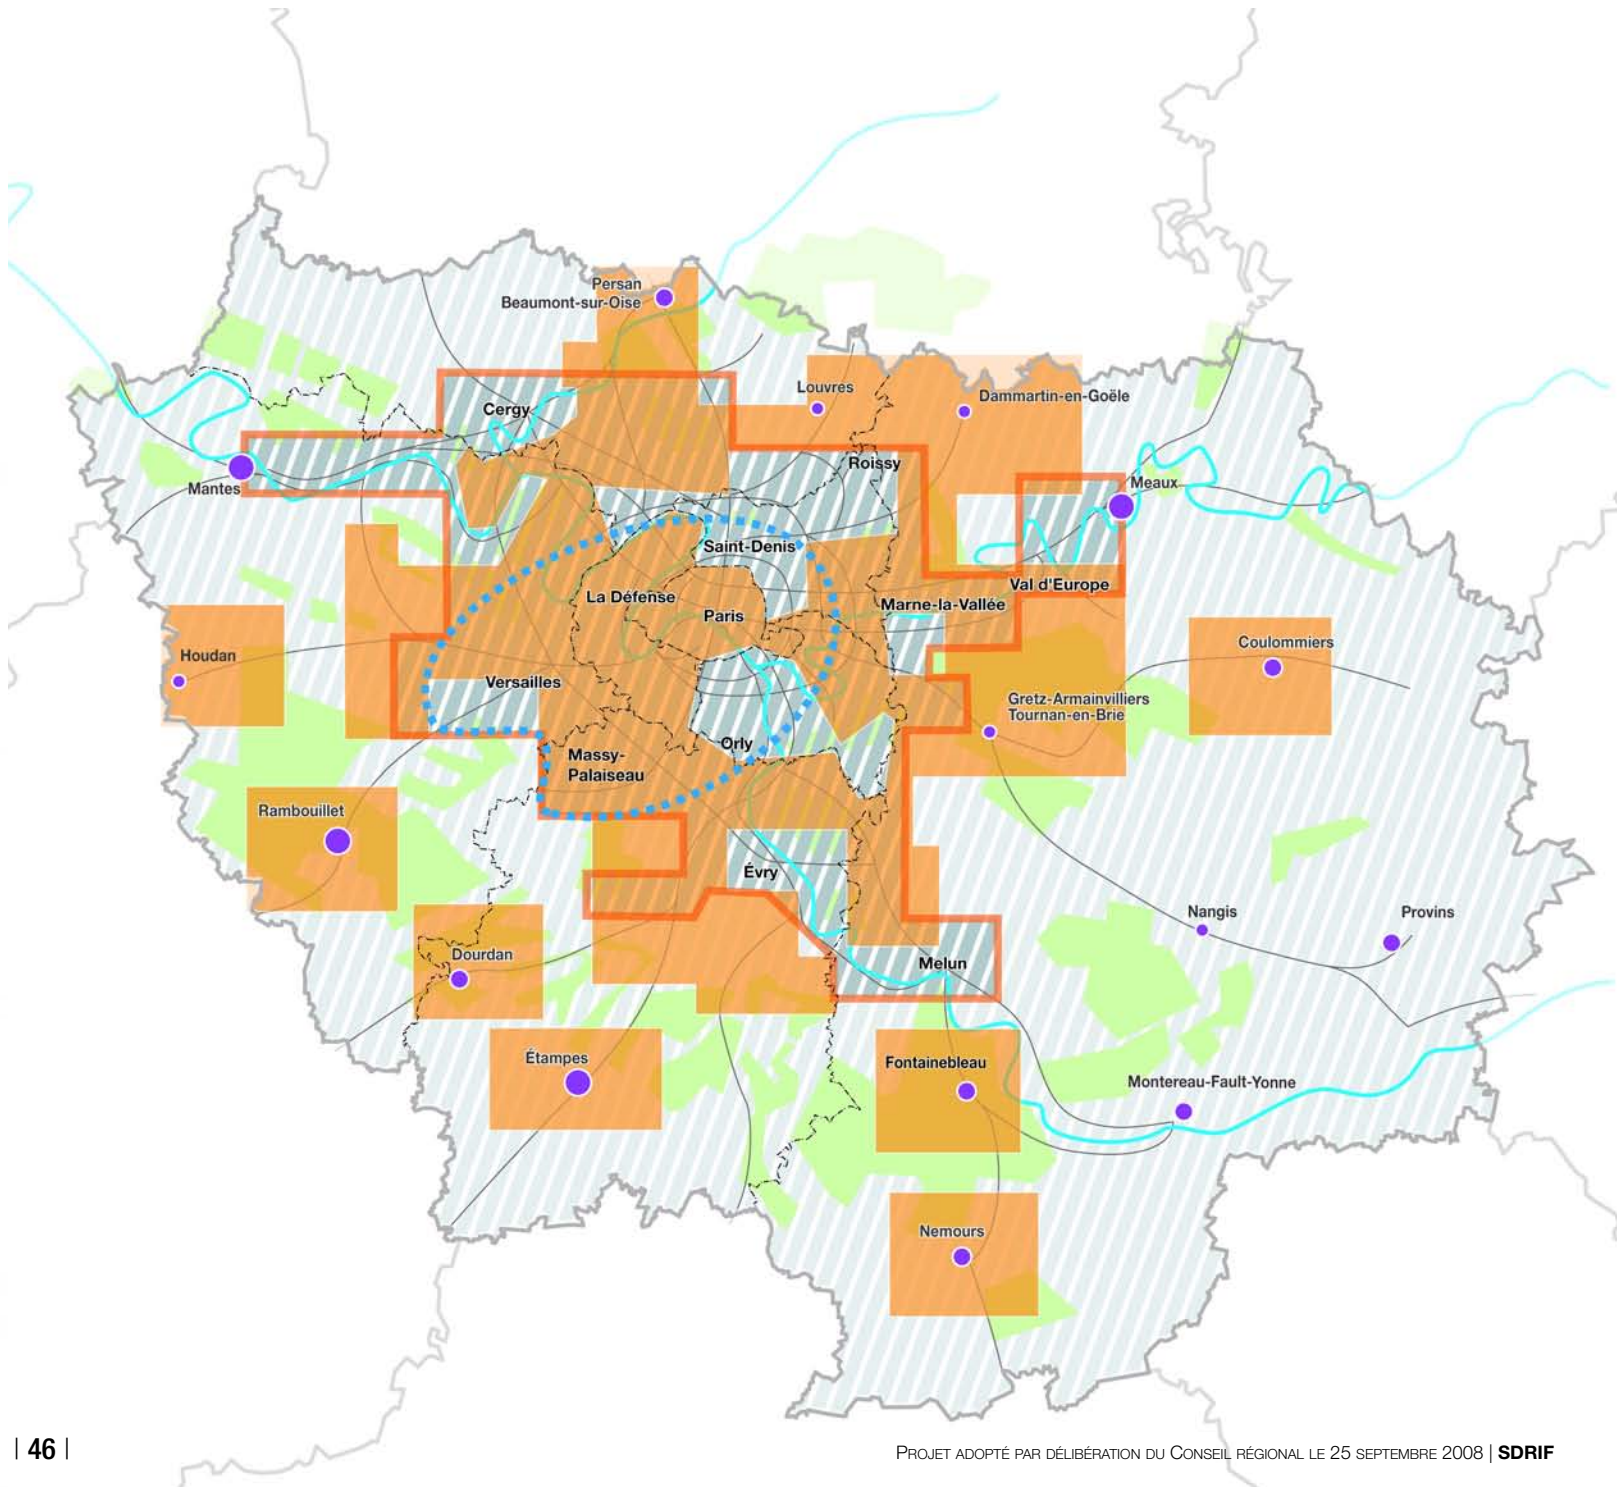 Persan
Beaumont-sur-Oise
Louvres
Dammartin-en-Goële
Cergy
Roissy
Mantes
Meaux
Saint-Denis
Val d'Europe
La Défense
Marne-la-Vallée
Paris
Houdan
Coulommiers
Versailles
Gretz-Armainvilliers
Tournan-en-Brie
Orly
Massy-
Palaiseau
Rambouillet
Évry
Nangis
Provins
Dourdan
Melun
Étampes
Fontainebleau
Montereau-Fault-Yonne
Nemours
| 46 |
PROJET ADOPTÉ PAR DÉLIBÉRATION DU CONSEIL RÉGIONAL LE 25 SEPTEMBRE 2008 | SDRIF